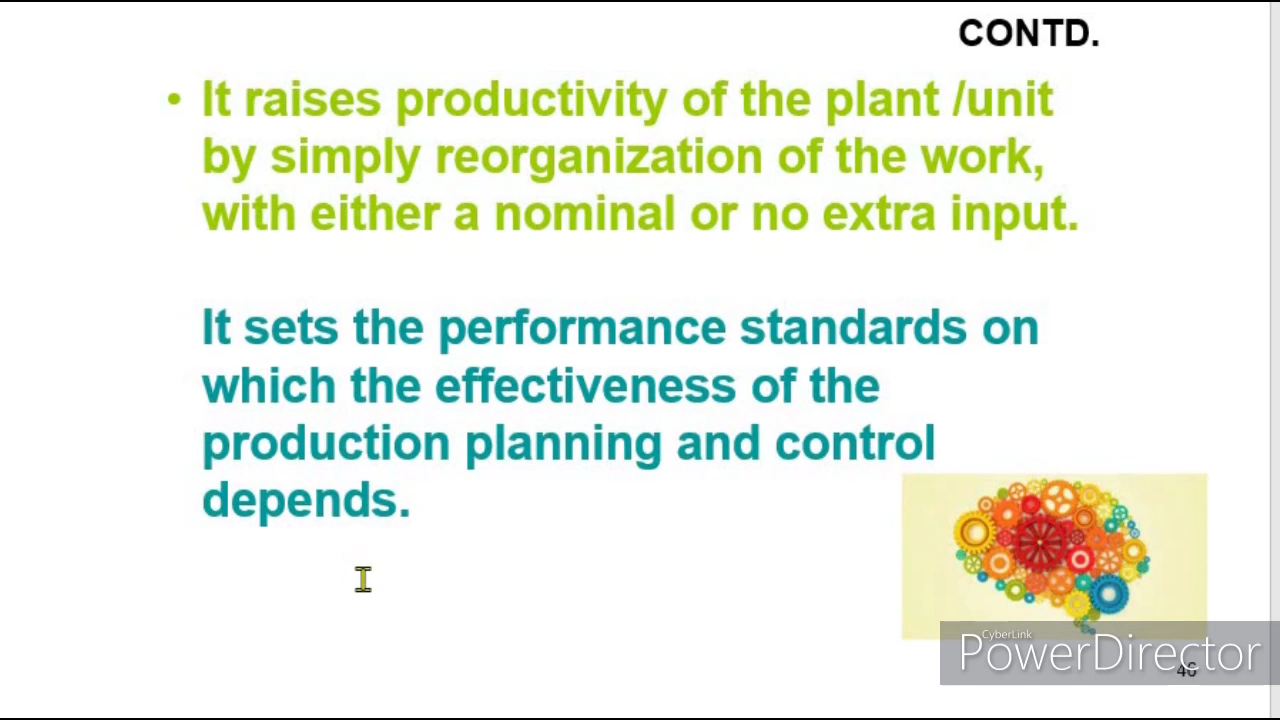 CONTD.
• It raises productivity of the plant /unit
by simply reorganization of the work,
with either a nominal or no extra input.
It sets the performance standards on
which the effectiveness of the
production planning and control
depends.
CyberLink
PowerDirector
46